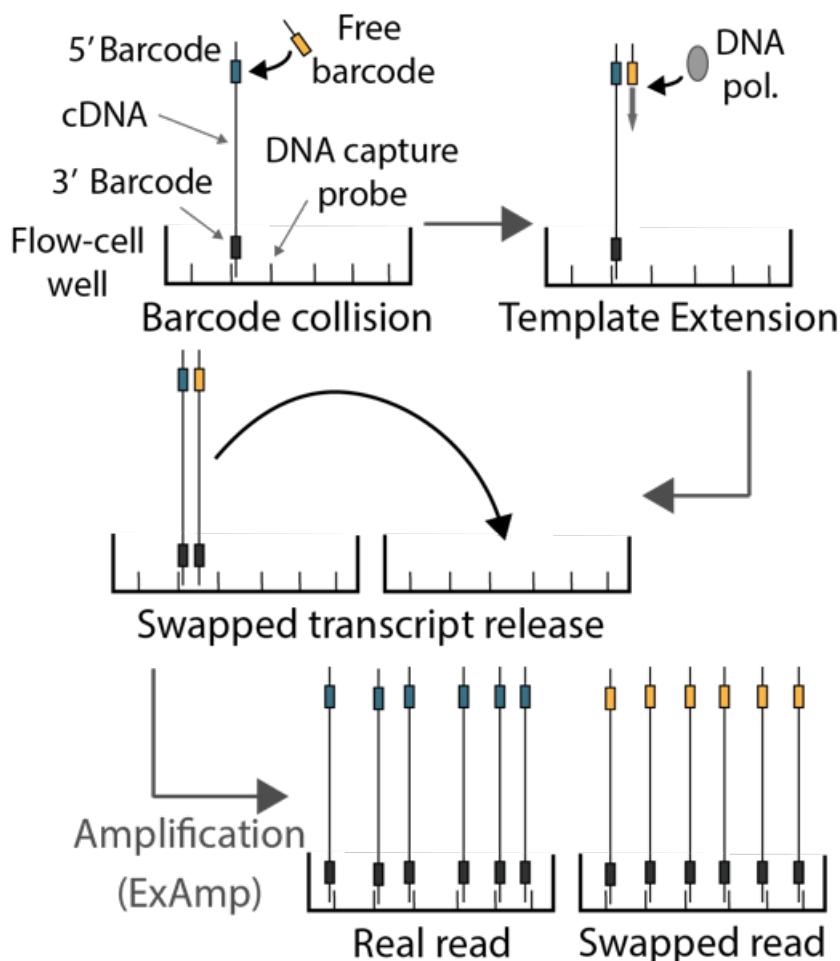 5’ Barcode
Free
barcode
cDNA
3’ Barcode
DNA capture
probe
Flow-cell
well
Barcode collision
DNA
pol.
Template Extension
Swapped transcript release
Amplification
(ExAmp)
Real read
Swapped read